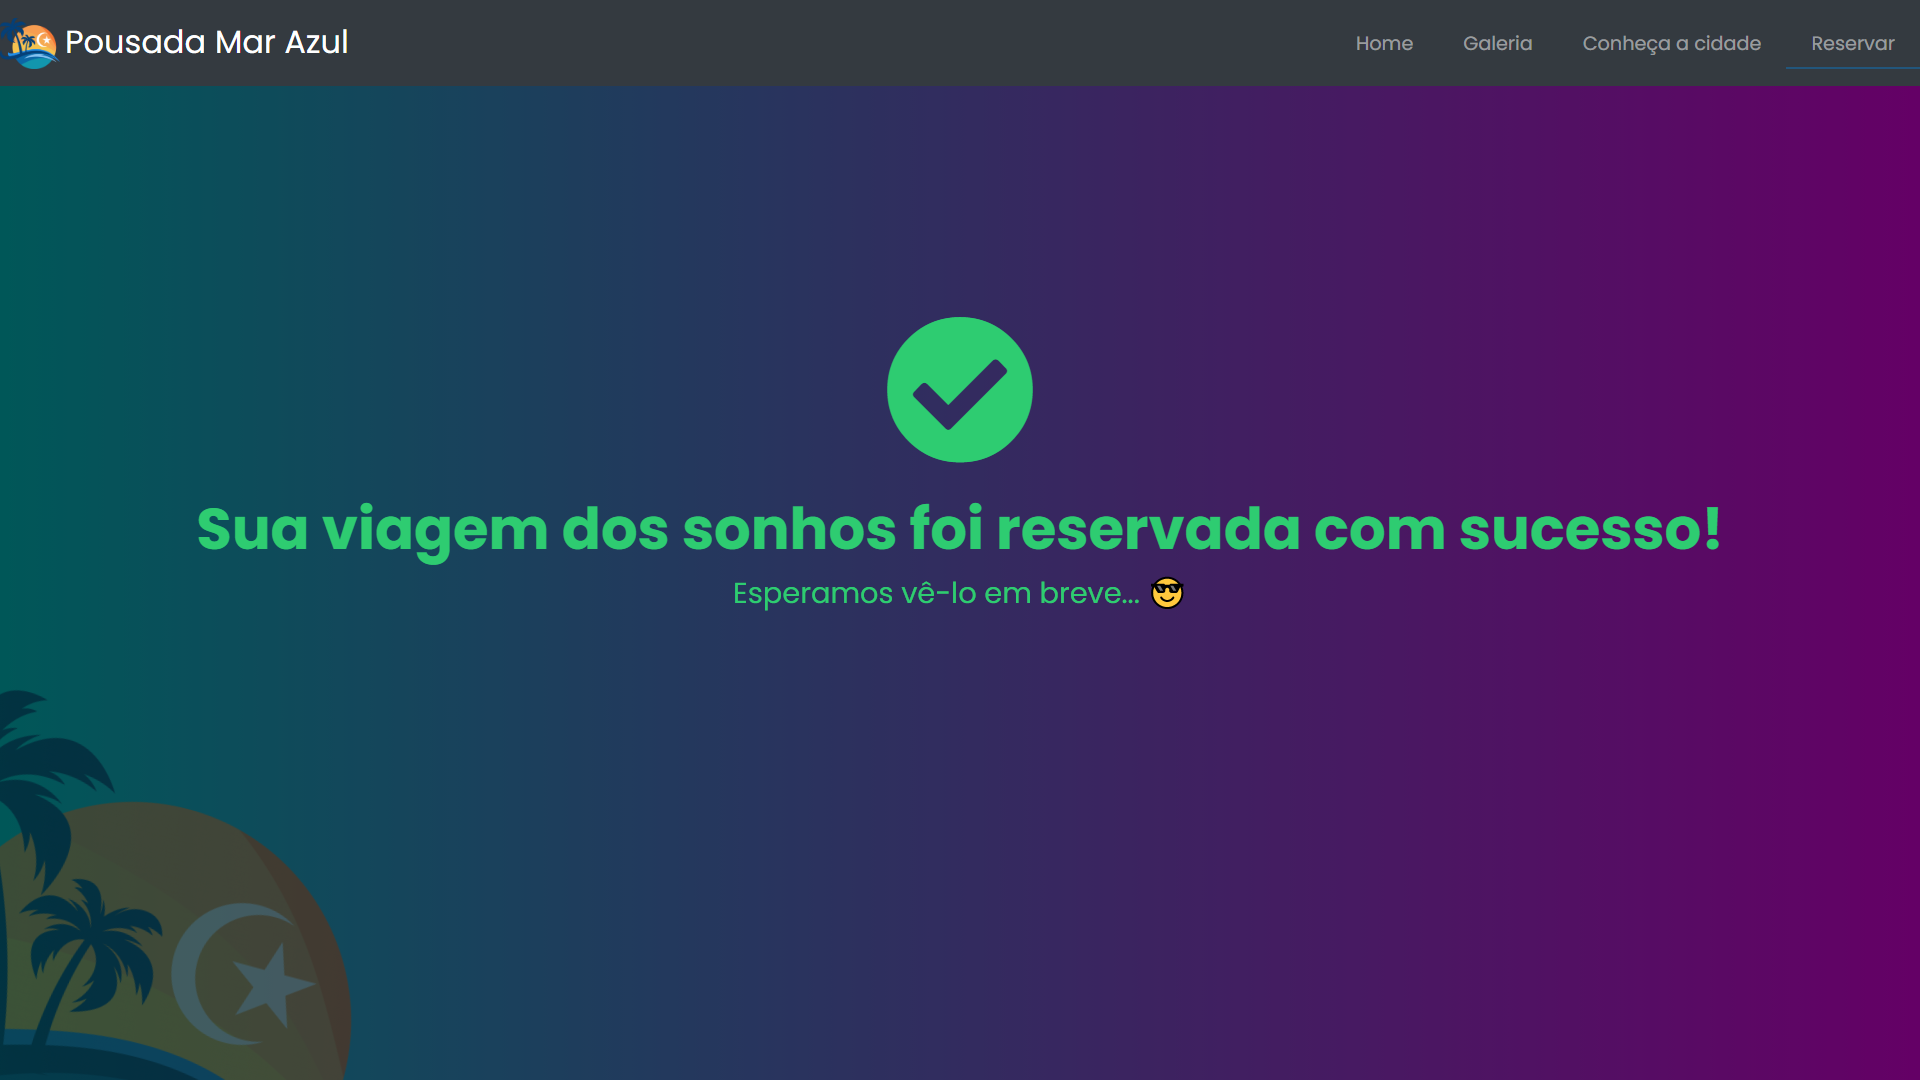 Pousada Mar Azul
Home
Galeria
Conheça a cidade
Reservar
Sua viagem dos sonhos foi reservada com sucesso!
Esperamos vê-lo em breve... 😎